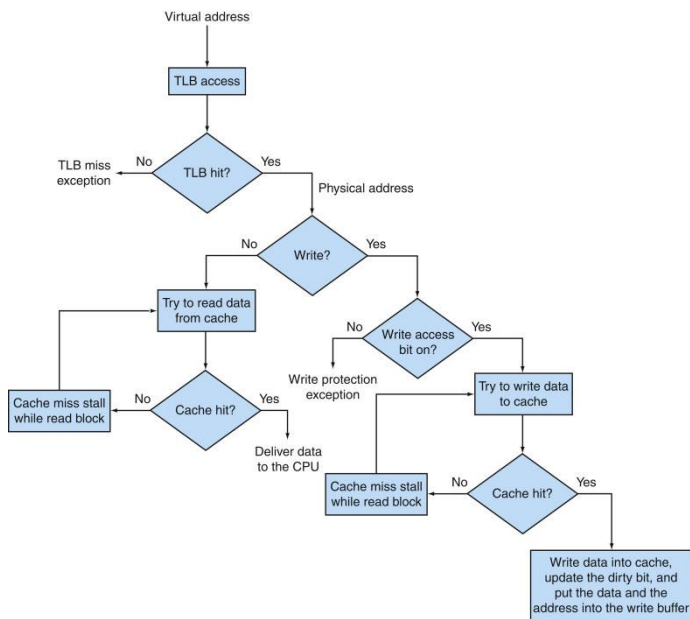 Virtual address
TLB access
TLB hit?
No
Yes
TLB miss
exception
Physical address
Write?
No
Yes
Try to read data
from cache
Write access
bit on?
No
Yes
Write protection
exception
Try to write data
to cache
Cache hit?
No
Yes
Cache miss stall
while read block
Deliver data
to the CPU
Cache hit?
No
Yes
Cache miss stall
while read block
Write data into cache,
update the dirty bit, and
put the data and the
address into the write buffer